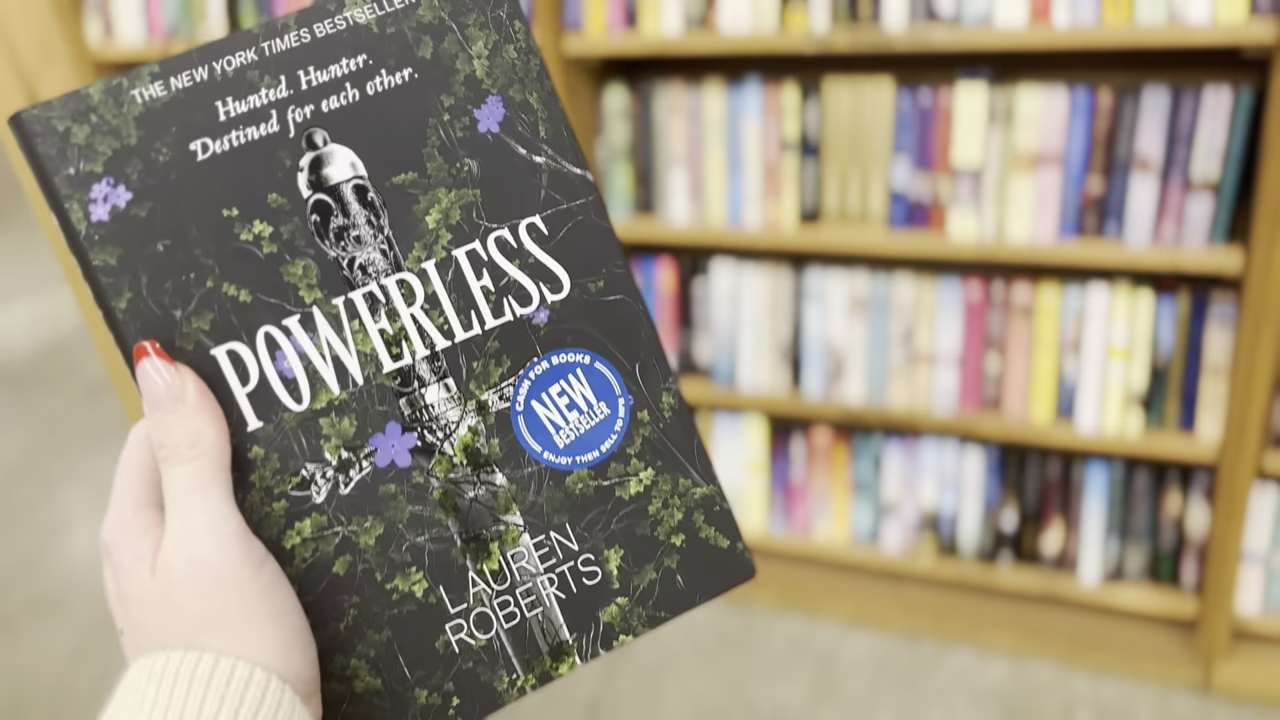 THE NEW YORK TIMES BESTSELLER
Hunted. Hunter.
Destined for each other.
POWERLESS
CASH FOR BOOKS
NEW
BESTSELLER
ENJOY THEN SELL TO
LAUREN
ROBERTS